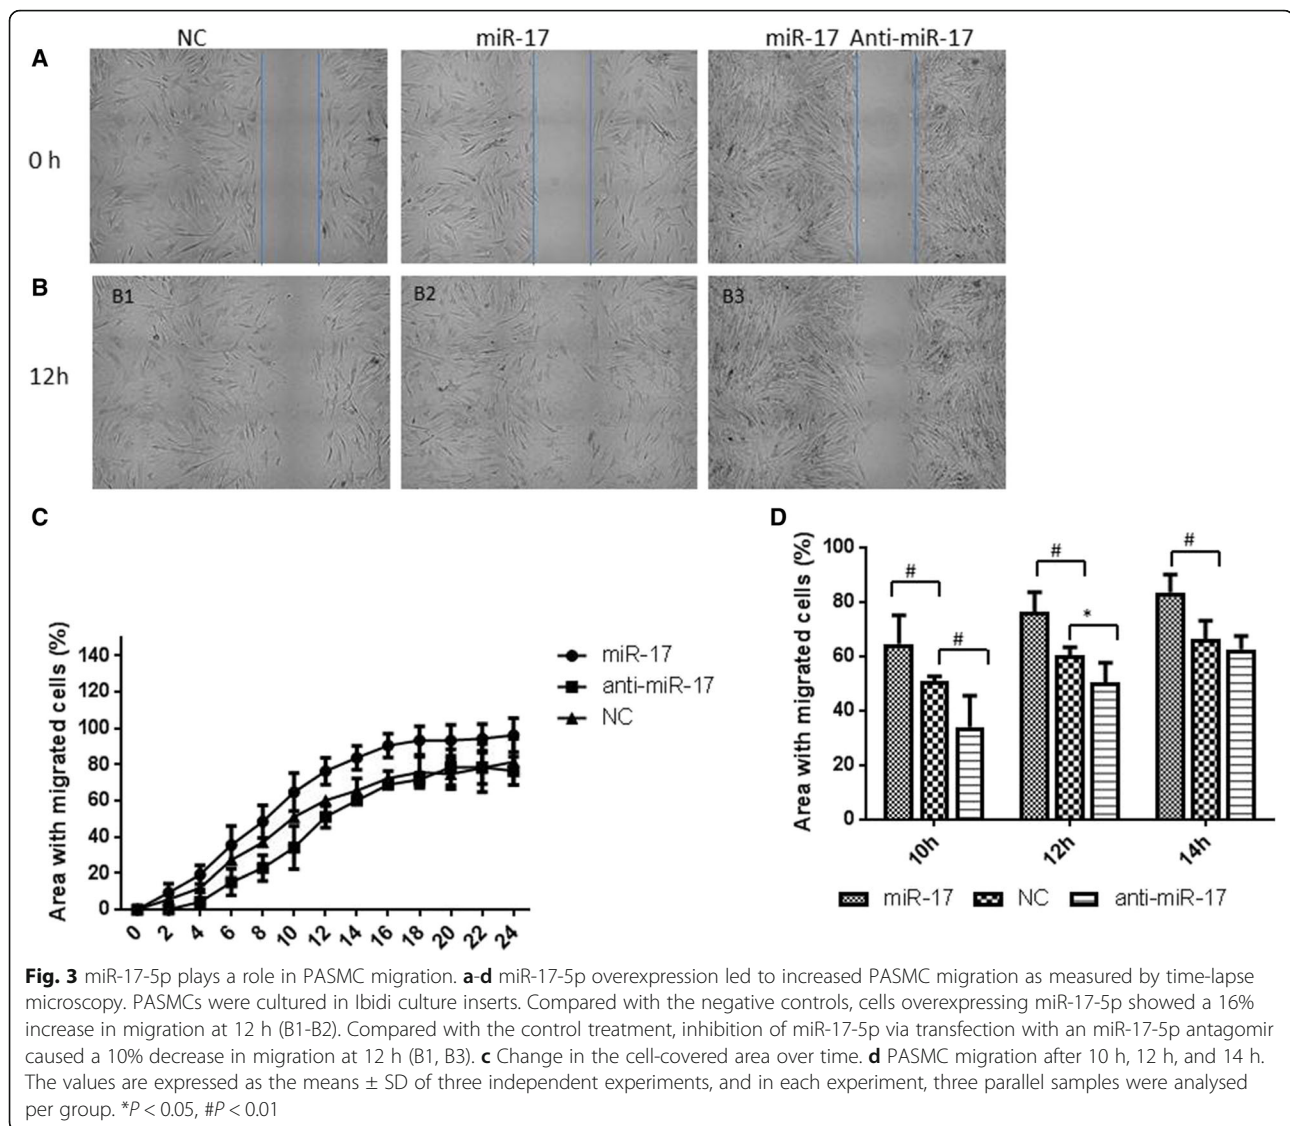 NC miR-17 miR-17 Anti-miR-17
A
0 h
B
B1 B2 B3
12h
C
D
Area with migrated cells (%)
140
120
100
80
60
40
20
0
0 2 4 6 8 10 12 14 16 18 20 22 24
miR-17
anti-miR-17
NC
Area with migrated cells (%)
100
80
60
40
20
0
# # # * #
10h 12h 14h
miR-17 NC anti-miR-17
Fig. 3 miR-17-5p plays a role in PASMC migration. a-d miR-17-5p overexpression led to increased PASMC migration as measured by time-lapse
microscopy. PASMCs were cultured in Ibidi culture inserts. Compared with the negative controls, cells overexpressing miR-17-5p showed a 16%
increase in migration at 12 h (B1-B2). Compared with the control treatment, inhibition of miR-17-5p via transfection with an miR-17-5p antagomir
caused a 10% decrease in migration at 12 h (B1, B3). c Change in the cell-covered area over time. d PASMC migration after 10 h, 12 h, and 14 h.
The values are expressed as the means ± SD of three independent experiments, and in each experiment, three parallel samples were analysed
per group. *P < 0.05, #P < 0.01